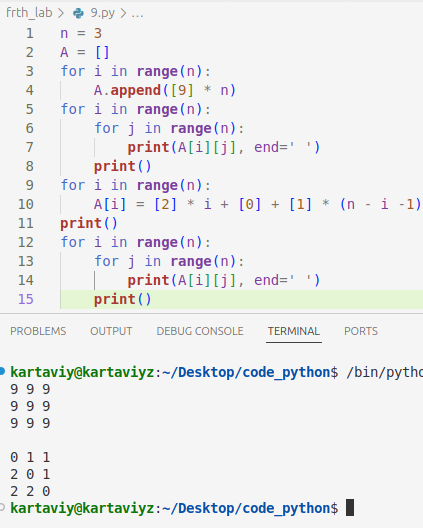 frth_lab > 9.py > ...
1 n = 3
2 A = []
3 for i in range(n):
4     A.append([9] * n)
5 for i in range(n):
6     for j in range(n):
7         print(A[i][j], end=' ')
8     print()
9 for i in range(n):
10     A[i] = [2] * i + [0] + [1] * (n - i -1)
11 print()
12 for i in range(n):
13     for j in range(n):
14         print(A[i][j], end=' ')
15     print()
PROBLEMS OUTPUT DEBUG CONSOLE TERMINAL PORTS
kartaviy@kartaviyz:~/Desktop/code_python$ /bin/pytho
9 9 9
9 9 9
9 9 9
0 1 1
2 0 1
2 2 0
kartaviy@kartaviyz:~/Desktop/code_python$